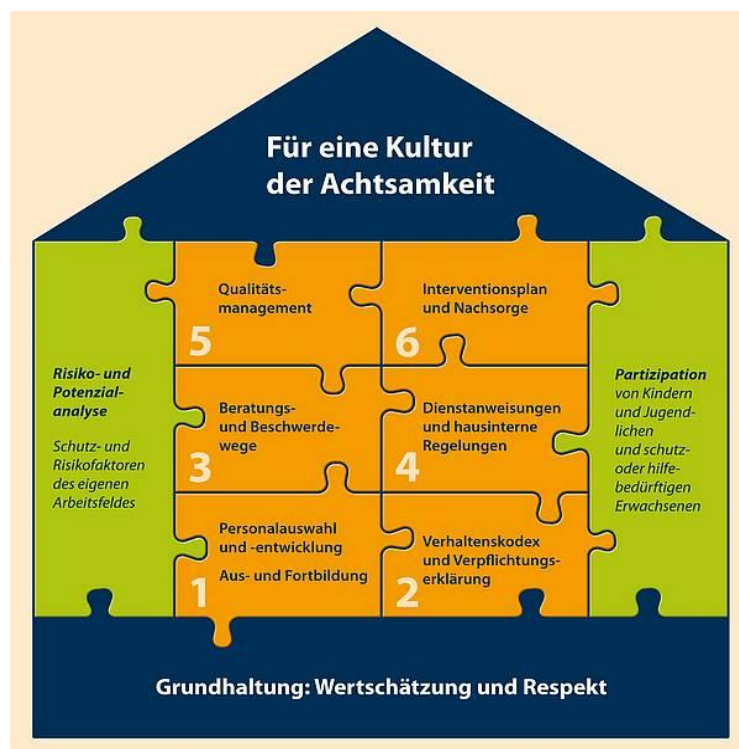 Für eine Kultur
der Achtsamkeit
Risiko- und
Potenzial-
analyse
Schutz- und
Risikofaktoren
des eigenen
Arbeitsfeldes
Qualitäts-
management
5
Interventionsplan
und Nachsorge
6
Beratungs-
und Beschwerde-
wege
3
Dienstanweisungen
und hausinterne
Regelungen
4
Personalauswahl
und -entwicklung
Aus- und Fortbildung
1
Verhaltenskodex
und Verpflichtungs-
erklärung
2
Partizipation
von Kindern
und Jugend-
lichen
und schutz-
oder hilfe-
bedürftigen
Erwachsenen
Grundhaltung: Wertschätzung und Respekt